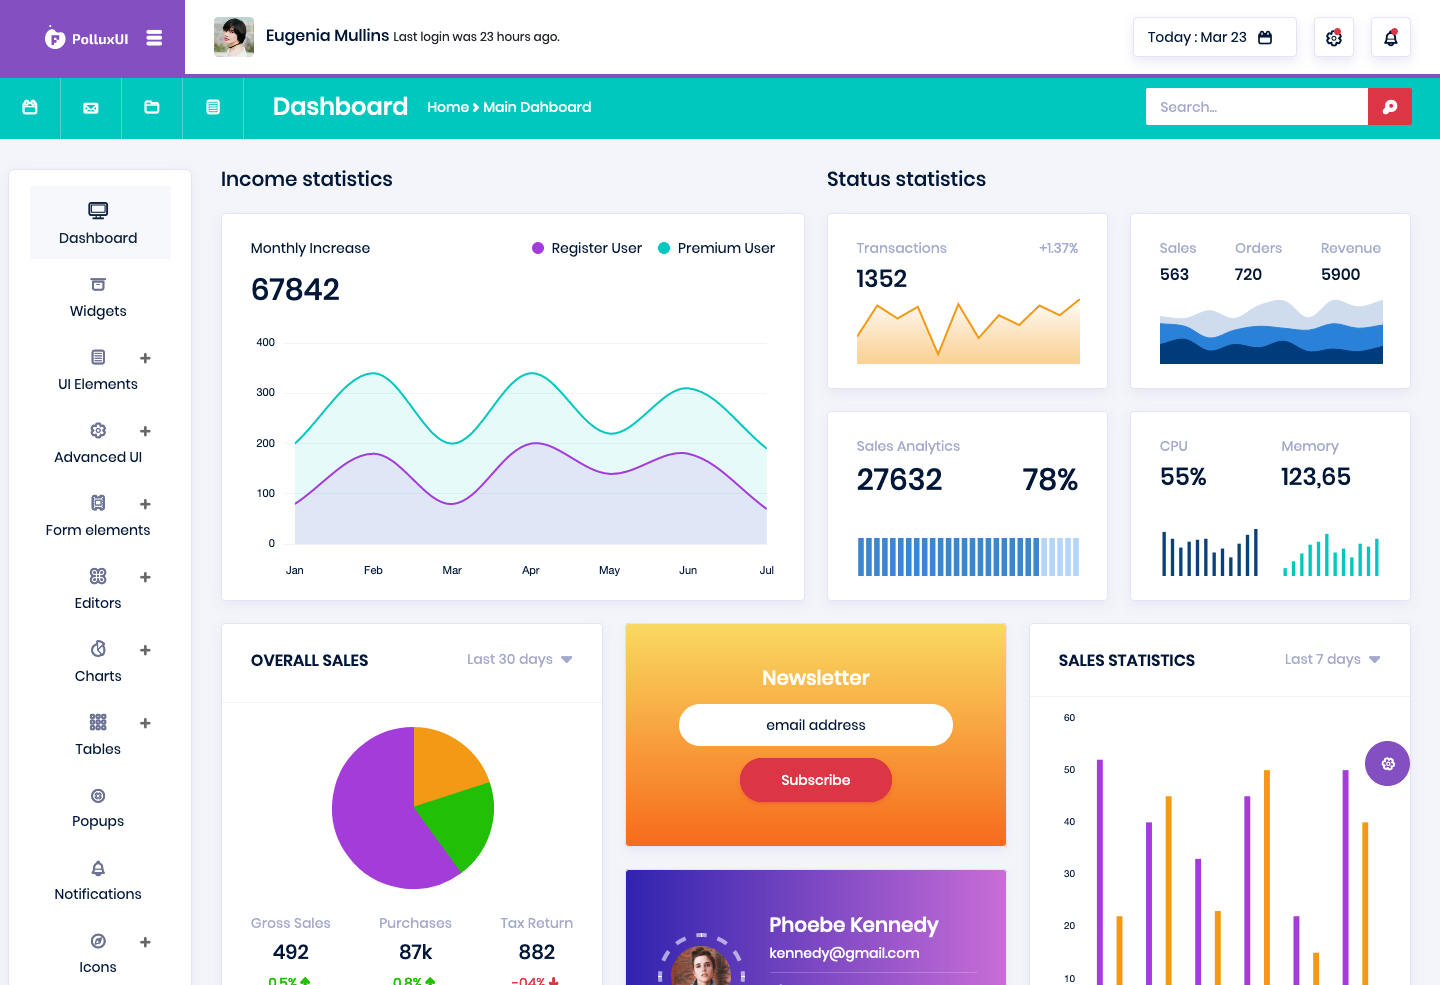 PolluxUI
Eugenia Mullins Last login was 23 hours ago.
Today : Mar 23
Dashboard
Home > Main Dahboard
Search...
Dashboard
Widgets
UI Elements
Advanced UI
Form elements
Editors
Charts
Tables
Popups
Notifications
Icons
Income statistics
Monthly Increase
Register User Premium User
67842
400
300
200
100
0
Jan Feb Mar Apr May Jun Jul
Status statistics
Transactions +1.37%
1352
Sales Orders Revenue
563 720 5900
Sales Analytics
27632 78%
CPU Memory
55% 123,65
OVERALL SALES Last 30 days
Gross Sales Purchases Tax Return
492 87k 882
0.5% 0.8% -04%
Newsletter
email address
Subscribe
Phoebe Kennedy
kennedy@gmail.com
SALES STATISTICS Last 7 days
60
50
40
30
20
10